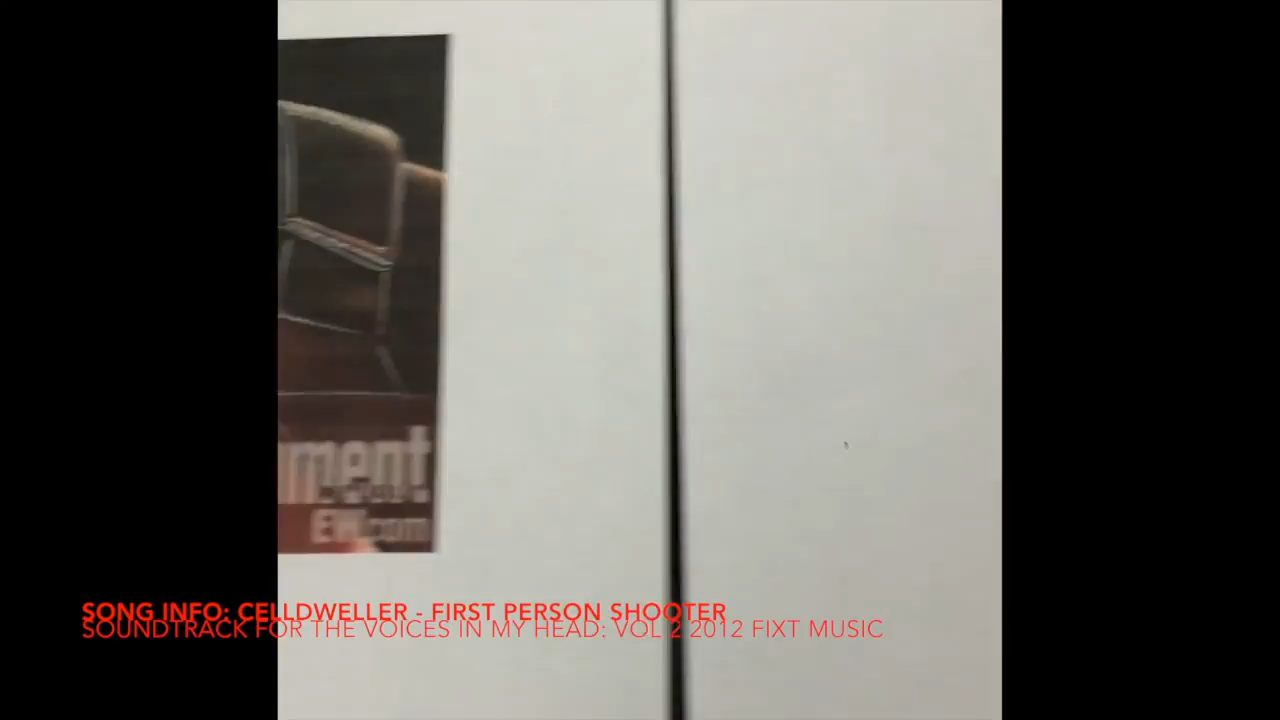 ment
EW.com
SONG INFO: CELLDWELLER - FIRST PERSON SHOOTER
SOUNDTRACK FOR THE VOICES IN MY HEAD: VOL 2 2012 FIXT MUSIC